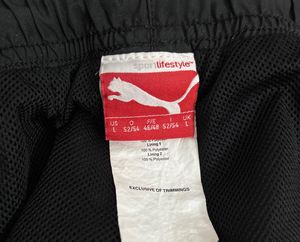 sportlifestyle™
US D F/E I UK
L 52/54 46/48 52/54 L
Lining 1
100 % Polyester
Lining 2
100 % Polyester
EXCLUSIVE OF TRIMMINGS